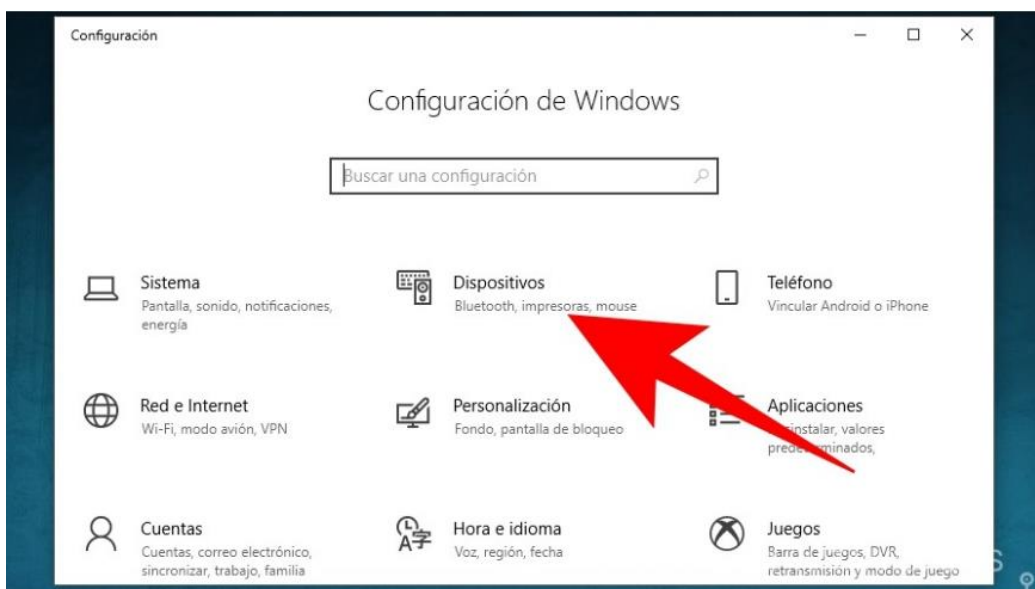 Configuración
Configuración de Windows
Buscar una configuración
Sistema
Pantalla, sonido, notificaciones,
energía
Dispositivos
Bluetooth, impresoras, mouse
Teléfono
Vincular Android o iPhone
Red e Internet
Wi-Fi, modo avión, VPN
Personalización
Fondo, pantalla de bloqueo
Aplicaciones
valores
Cuentas
Cuentas, correo electrónico,
sincronizar, trabajo, familia
Hora e idioma
Voz, región, fecha
Juegos
Barra de juegos, DVR,
retransmisión y modo de juego